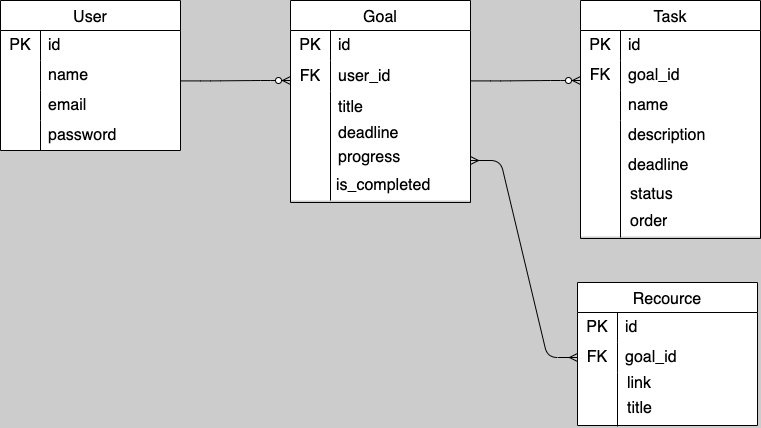 User
PK id
name
email
password
Goal
PK id
FK user_id
title
deadline
progress
is_completed
Task
PK id
FK goal_id
name
description
deadline
status
order
Recource
PK id
FK goal_id
link
title